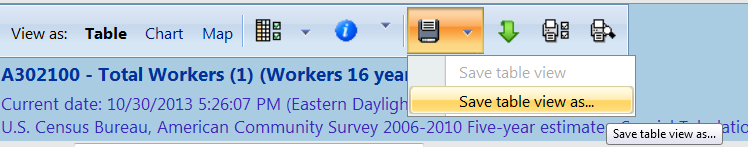 View as: Table Chart Map
A302100 - Total Workers (1) (Workers 16 year
Save table view
Current date: 10/30/2013 5:26:07 PM (Eastern Dayligh
Save table view as...
U.S. Census Bureau, American Community Survey 2006-2010 Five-year estimate
Save table view as...